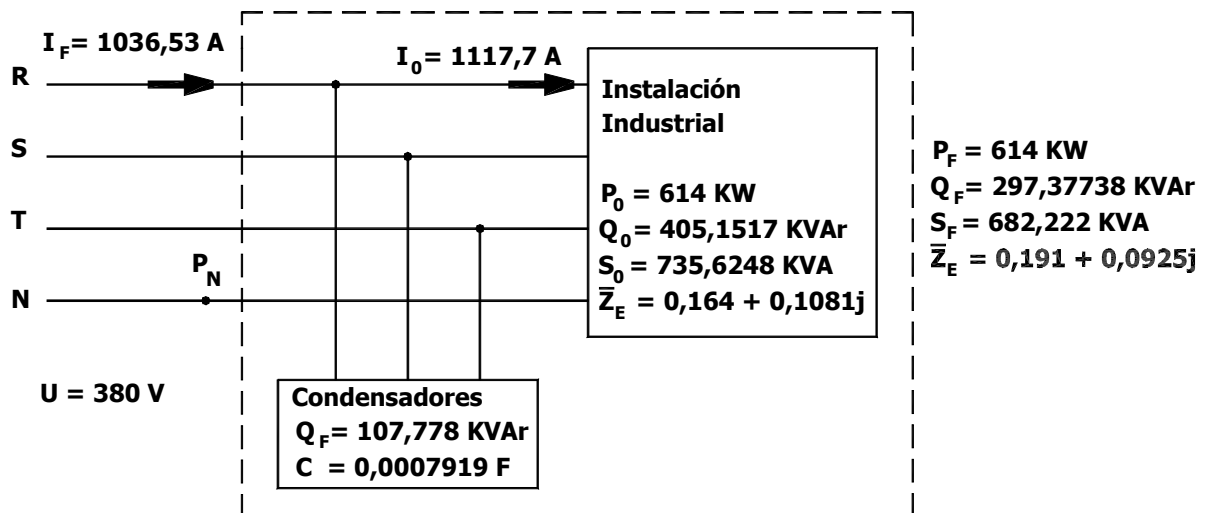 I F = 1036,53 A
I 0 = 1117,7 A
R
S
T
N
P N
U = 380 V
Instalación
Industrial
P 0 = 614 KW
Q 0 = 405,1517 KVAr
S 0 = 735,6248 KVA
Z̅ E = 0,164 + 0,1081j
Condensadores
Q F = 107,778 KVAr
C = 0,0007919 F
P F = 614 KW
Q F = 297,37738 KVAr
S F = 682,222 KVA
Z̅ E = 0,191 + 0,0925j